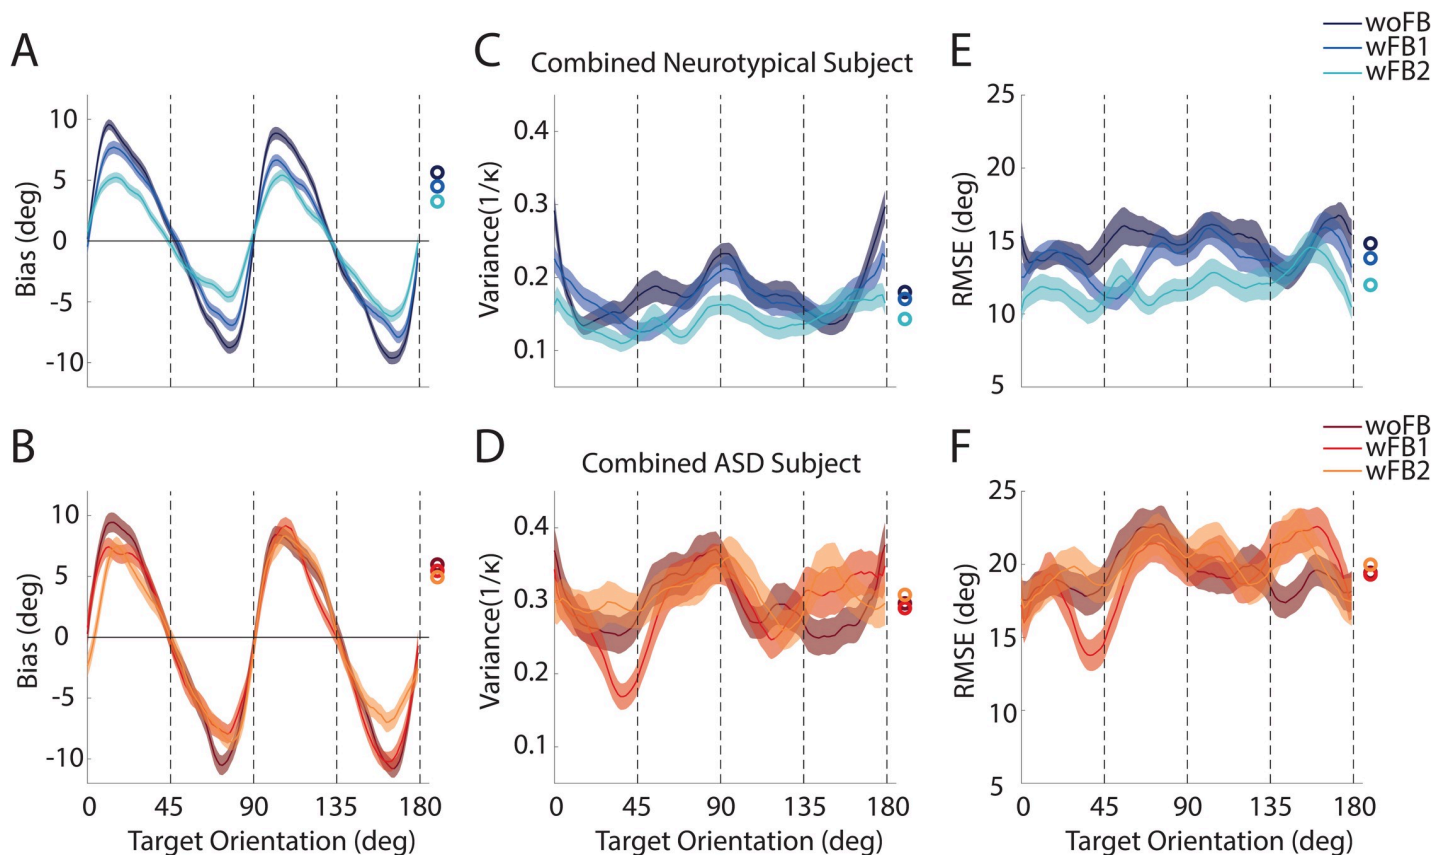 woFB
wFB1
wFB2
A
C
Combined Neurotypical Subject
E
Bias (deg)
10
5
0
-5
-10
Variance(1/κ)
0.4
0.3
0.2
0.1
RMSE (deg)
25
20
15
10
5
woFB
wFB1
wFB2
B
D
Combined ASD Subject
F
Bias (deg)
10
5
0
-5
-10
0 45 90 135 180
Target Orientation (deg)
Variance(1/κ)
0.4
0.3
0.2
0.1
0 45 90 135 180
Target Orientation (deg)
RMSE (deg)
25
20
15
10
5
0 45 90 135 180
Target Orientation (deg)